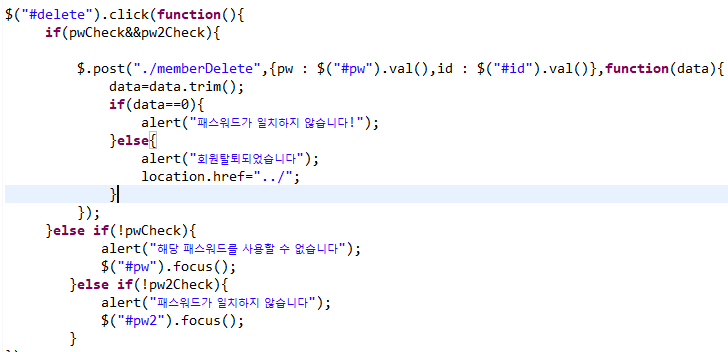 $("#delete").click(function(){
if(pwCheck&&pw2Check){
$.post("./memberDelete",{pw : $("#pw").val(),id : $("#id").val()},function(data){
data=data.trim();
if(data==0){
alert("패스워드가 일치하지 않습니다!");
}else{
alert("회원탈퇴되었습니다");
location.href="../";
}
});
}else if(!pwCheck){
alert("해당 패스워드를 사용할 수 없습니다");
$("#pw").focus();
}else if(!pw2Check){
alert("패스워드가 일치하지 않습니다");
$("#pw2").focus();
}